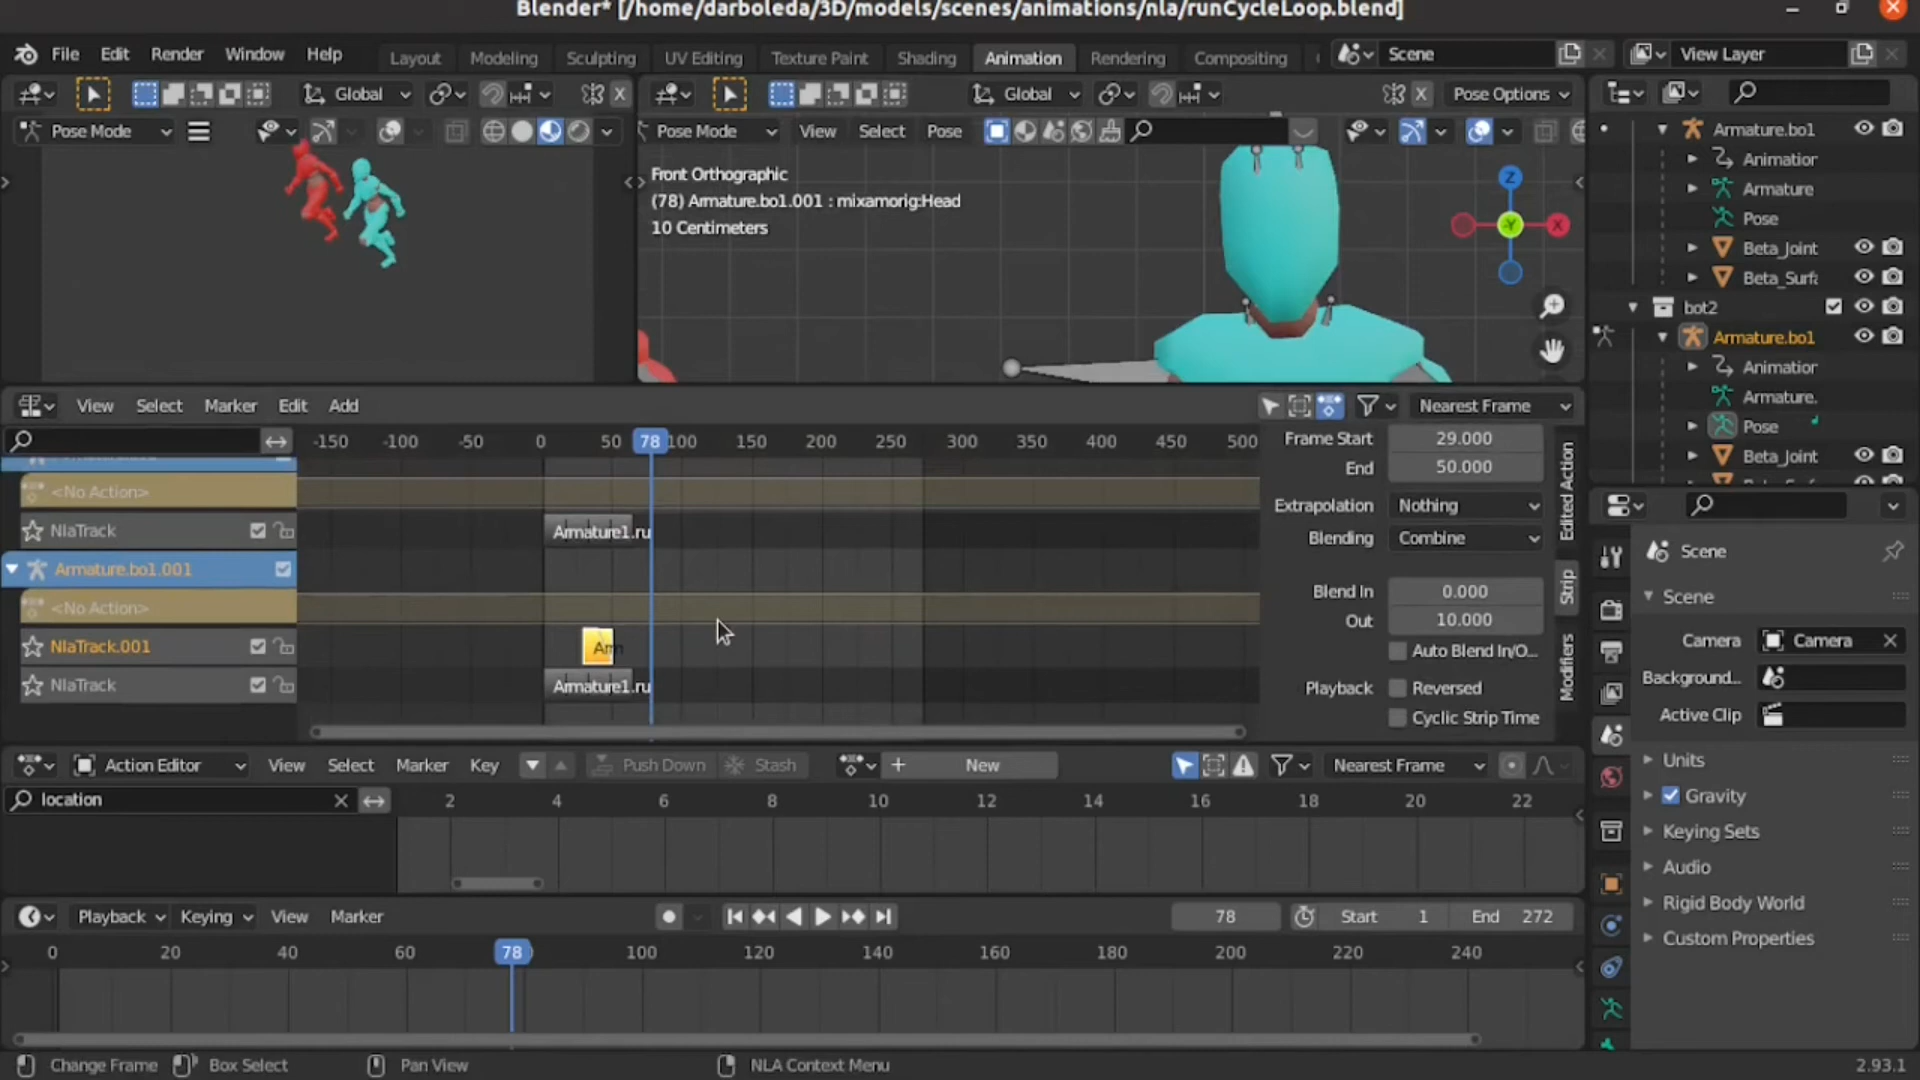 Blender* [/home/darboleda/3D/models/scenes/animations/nla/runCycleLoop.blend]
File Edit Render Window Help Layout Modeling Sculpting UV Editing Texture Paint Shading Animation Rendering Compositing Scene View Layer
Global Global Pose Options
Pose Mode Pose Mode View Select Pose
Front Orthographic
(78) Armature.bo1.001 : mixamorig:Head
10 Centimeters
Z
Y
X
Armature.bo1
Animation
Armature
Pose
Beta_Joint
Beta_Surfa
bot2
Armature.bo1
Animation
Armature.
Pose
Beta_Joint
View Select Marker Edit Add Nearest Frame
-150 -100 -50 0 50 78 100 150 200 250 300 350 400 450 500
<No Action>
NlaTrack Armature1.ru
Armature.bo1.001
<No Action>
NlaTrack.001 Arm
NlaTrack Armature1.ru
Frame Start 29.000
End 50.000
Extrapolation Nothing
Blending Combine
Blend In 0.000
Out 10.000
Auto Blend In/O...
Playback Reversed
Cyclic Strip Time
Edited Action
Strip
Modifiers
Scene
Scene
Camera Camera
Background...
Active Clip
Units
Gravity
Keying Sets
Audio
Rigid Body World
Custom Properties
Action Editor View Select Marker Key Push Down Stash New Nearest Frame
location 2 4 6 8 10 12 14 16 18 20 22
Playback Keying View Marker 78 Start 1 End 272
0 20 40 60 78 100 120 140 160 180 200 220 240
Change Frame Box Select Pan View NLA Context Menu 2.93.1